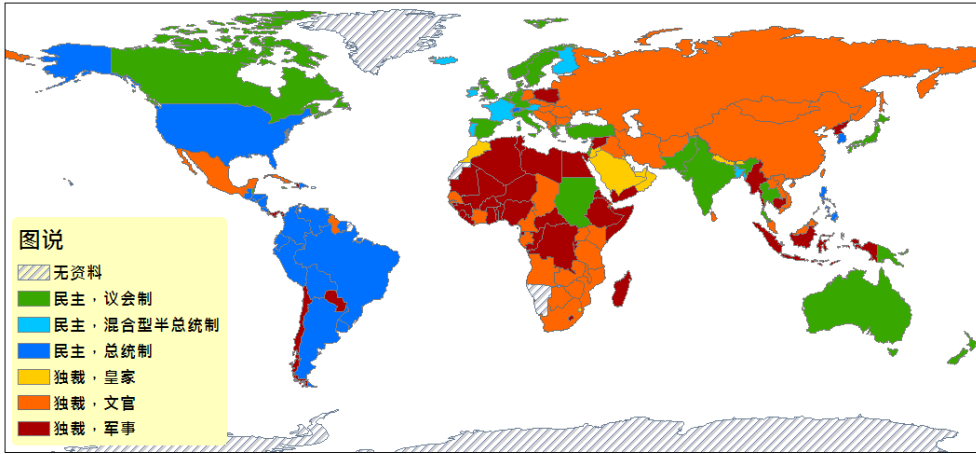 图说
无资料
民主，议会制
民主，混合型半总统制
民主，总统制
独裁，皇家
独裁，文官
独裁，军事